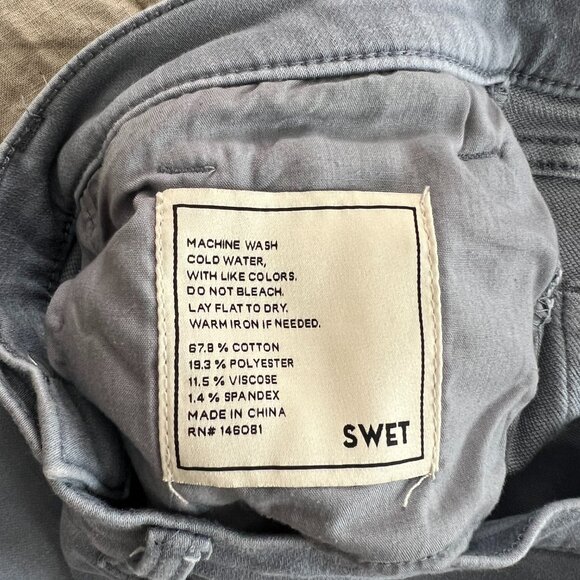 MACHINE WASH
COLD WATER,
WITH LIKE COLORS.
DO NOT BLEACH.
LAY FLAT TO DRY.
WARM IRON IF NEEDED.
67.8 % COTTON
19.3 % POLYESTER
11.5 % VISCOSE
1.4 % SPANDEX
MADE IN CHINA
RN# 146081
SWET